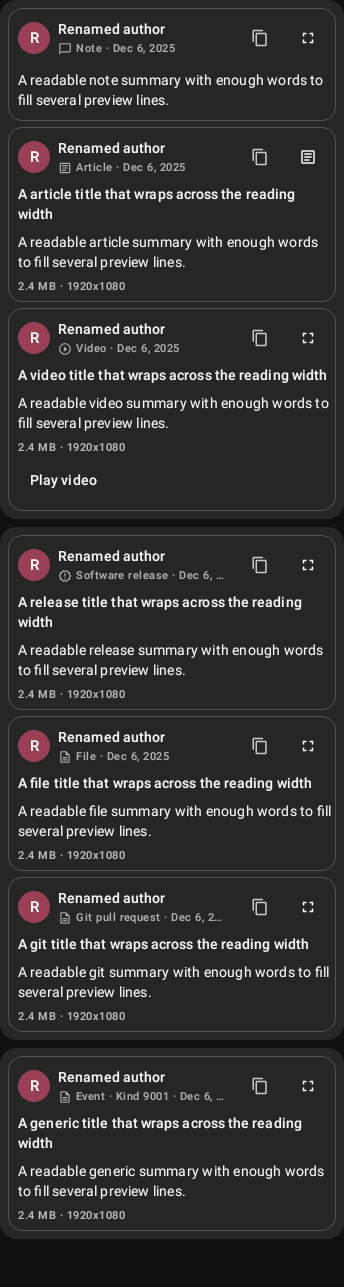 R Renamed author
Note · Dec 6, 2025
A readable note summary with enough words to
fill several preview lines.
R Renamed author
Article · Dec 6, 2025
A article title that wraps across the reading
width
A readable article summary with enough words
to fill several preview lines.
2.4 MB · 1920x1080
R Renamed author
Video · Dec 6, 2025
A video title that wraps across the reading width
A readable video summary with enough words to
fill several preview lines.
2.4 MB · 1920x1080
Play video
R Renamed author
Software release · Dec 6, …
A release title that wraps across the reading
width
A readable release summary with enough words
to fill several preview lines.
2.4 MB · 1920x1080
R Renamed author
File · Dec 6, 2025
A file title that wraps across the reading width
A readable file summary with enough words to fill
several preview lines.
2.4 MB · 1920x1080
R Renamed author
Git pull request · Dec 6, 2…
A git title that wraps across the reading width
A readable git summary with enough words to fill
several preview lines.
2.4 MB · 1920x1080
R Renamed author
Event · Kind 9001 · Dec 6, …
A generic title that wraps across the reading
width
A readable generic summary with enough words
to fill several preview lines.
2.4 MB · 1920x1080